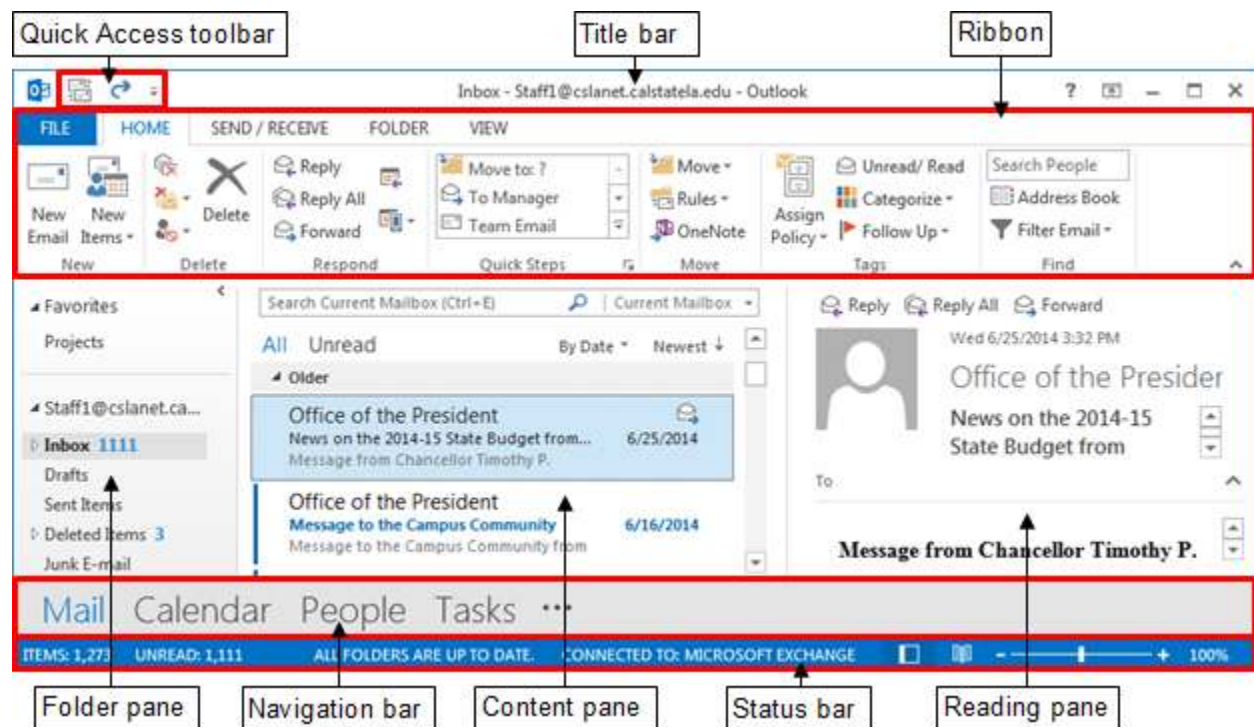 Quick Access toolbar
Title bar
Ribbon
Inbox - Staff1@cslanet.calstatela.edu - Outlook
?
FILE HOME SEND / RECEIVE FOLDER VIEW
New Email
New Items
Delete
Reply
Reply All
Forward
Move to: ?
To Manager
Team Email
Move
Rules
OneNote
Assign Policy
Unread/ Read
Categorize
Follow Up
Search People
Address Book
Filter Email
New Delete Respond Quick Steps Move Tags Find
Favorites
Projects
Staff1@cslanet.ca...
Inbox 1111
Drafts
Sent Items
Deleted Items 3
Junk E-mail
Search Current Mailbox (Ctrl+E) Current Mailbox
All Unread By Date Newest ↓
Older
Office of the President
News on the 2014-15 State Budget from... 6/25/2014
Message from Chancellor Timothy P.
Office of the President
Message to the Campus Community 6/16/2014
Message to the Campus Community from
Reply Reply All Forward
Wed 6/25/2014 3:32 PM
Office of the Presider
News on the 2014-15
State Budget from
To
Message from Chancellor Timothy P.
Mail Calendar People Tasks •••
ITEMS: 1,273 UNREAD: 1,111 ALL FOLDERS ARE UP TO DATE. CONNECTED TO: MICROSOFT EXCHANGE - + 100%
Folder pane
Navigation bar
Content pane
Status bar
Reading pane